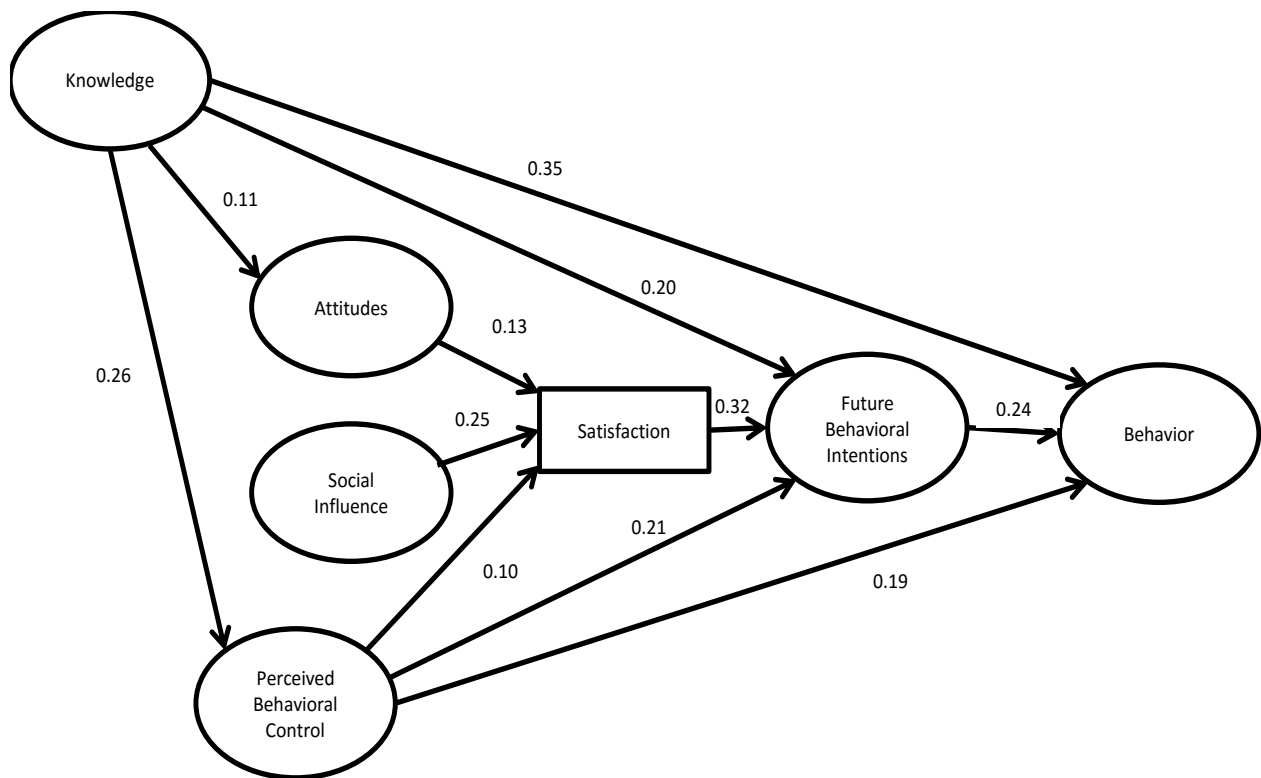 Knowledge
0.35
0.11
0.20
Attitudes
0.13
0.26
Future
Behavioral
Intentions
0.32
0.24
0.25
Satisfaction
Behavior
Social
Influence
0.21
0.10
0.19
Perceived
Behavioral
Control